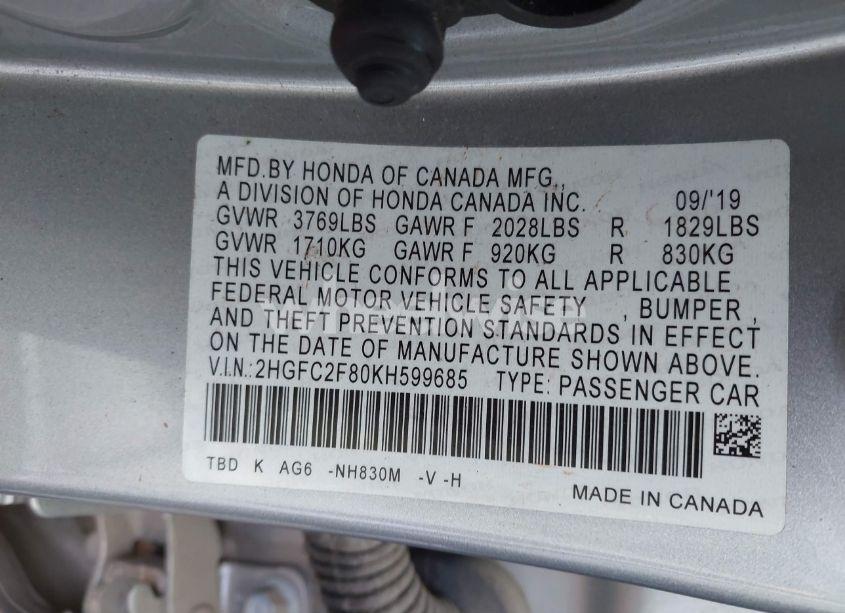 MFD.BY HONDA OF CANADA MFG.,
A DIVISION OF HONDA CANADA INC. 09/'19
GVWR 3769LBS GAWR F 2028LBS R 1829LBS
GVWR 1710KG GAWR F 920KG R 830KG
THIS VEHICLE CONFORMS TO ALL APPLICABLE
FEDERAL MOTOR VEHICLE SAFETY , BUMPER ,
AND THEFT PREVENTION STANDARDS IN EFFECT
ON THE DATE OF MANUFACTURE SHOWN ABOVE.
V.I.N.: 2HGFC2F80KH599685 TYPE: PASSENGER CAR
TBD K AG6 -NH830M -V -H
MADE IN CANADA